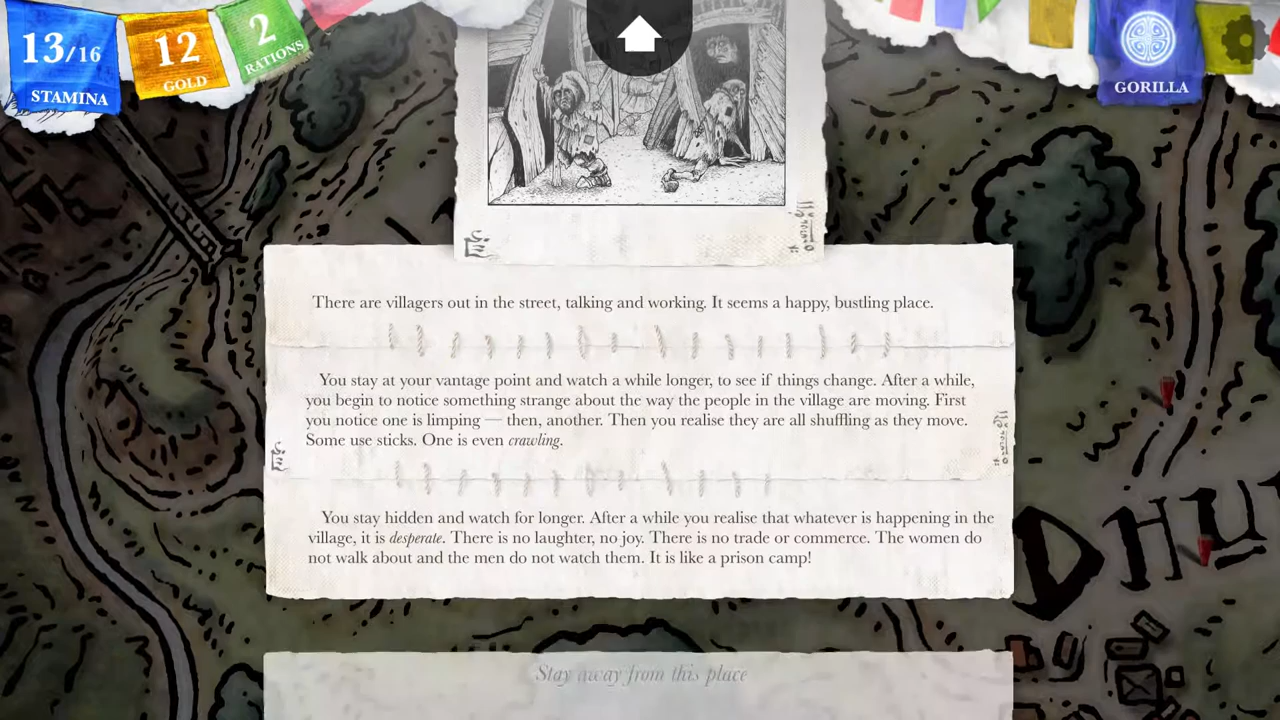 13/16
STAMINA
12
GOLD
2
RATIONS
GORILLA
There are villagers out in the street, talking and working. It seems a happy, bustling place.
You stay at your vantage point and watch a while longer, to see if things change. After a while,
you begin to notice something strange about the way the people in the village are moving. First
you notice one is limping — then, another. Then you realise they are all shuffling as they move.
Some use sticks. One is even crawling.
You stay hidden and watch for longer. After a while you realise that whatever is happening in the
village, it is desperate. There is no laughter, no joy. There is no trade or commerce. The women do
not walk about and the men do not watch them. It is like a prison camp!
DHU
Stay away from this place